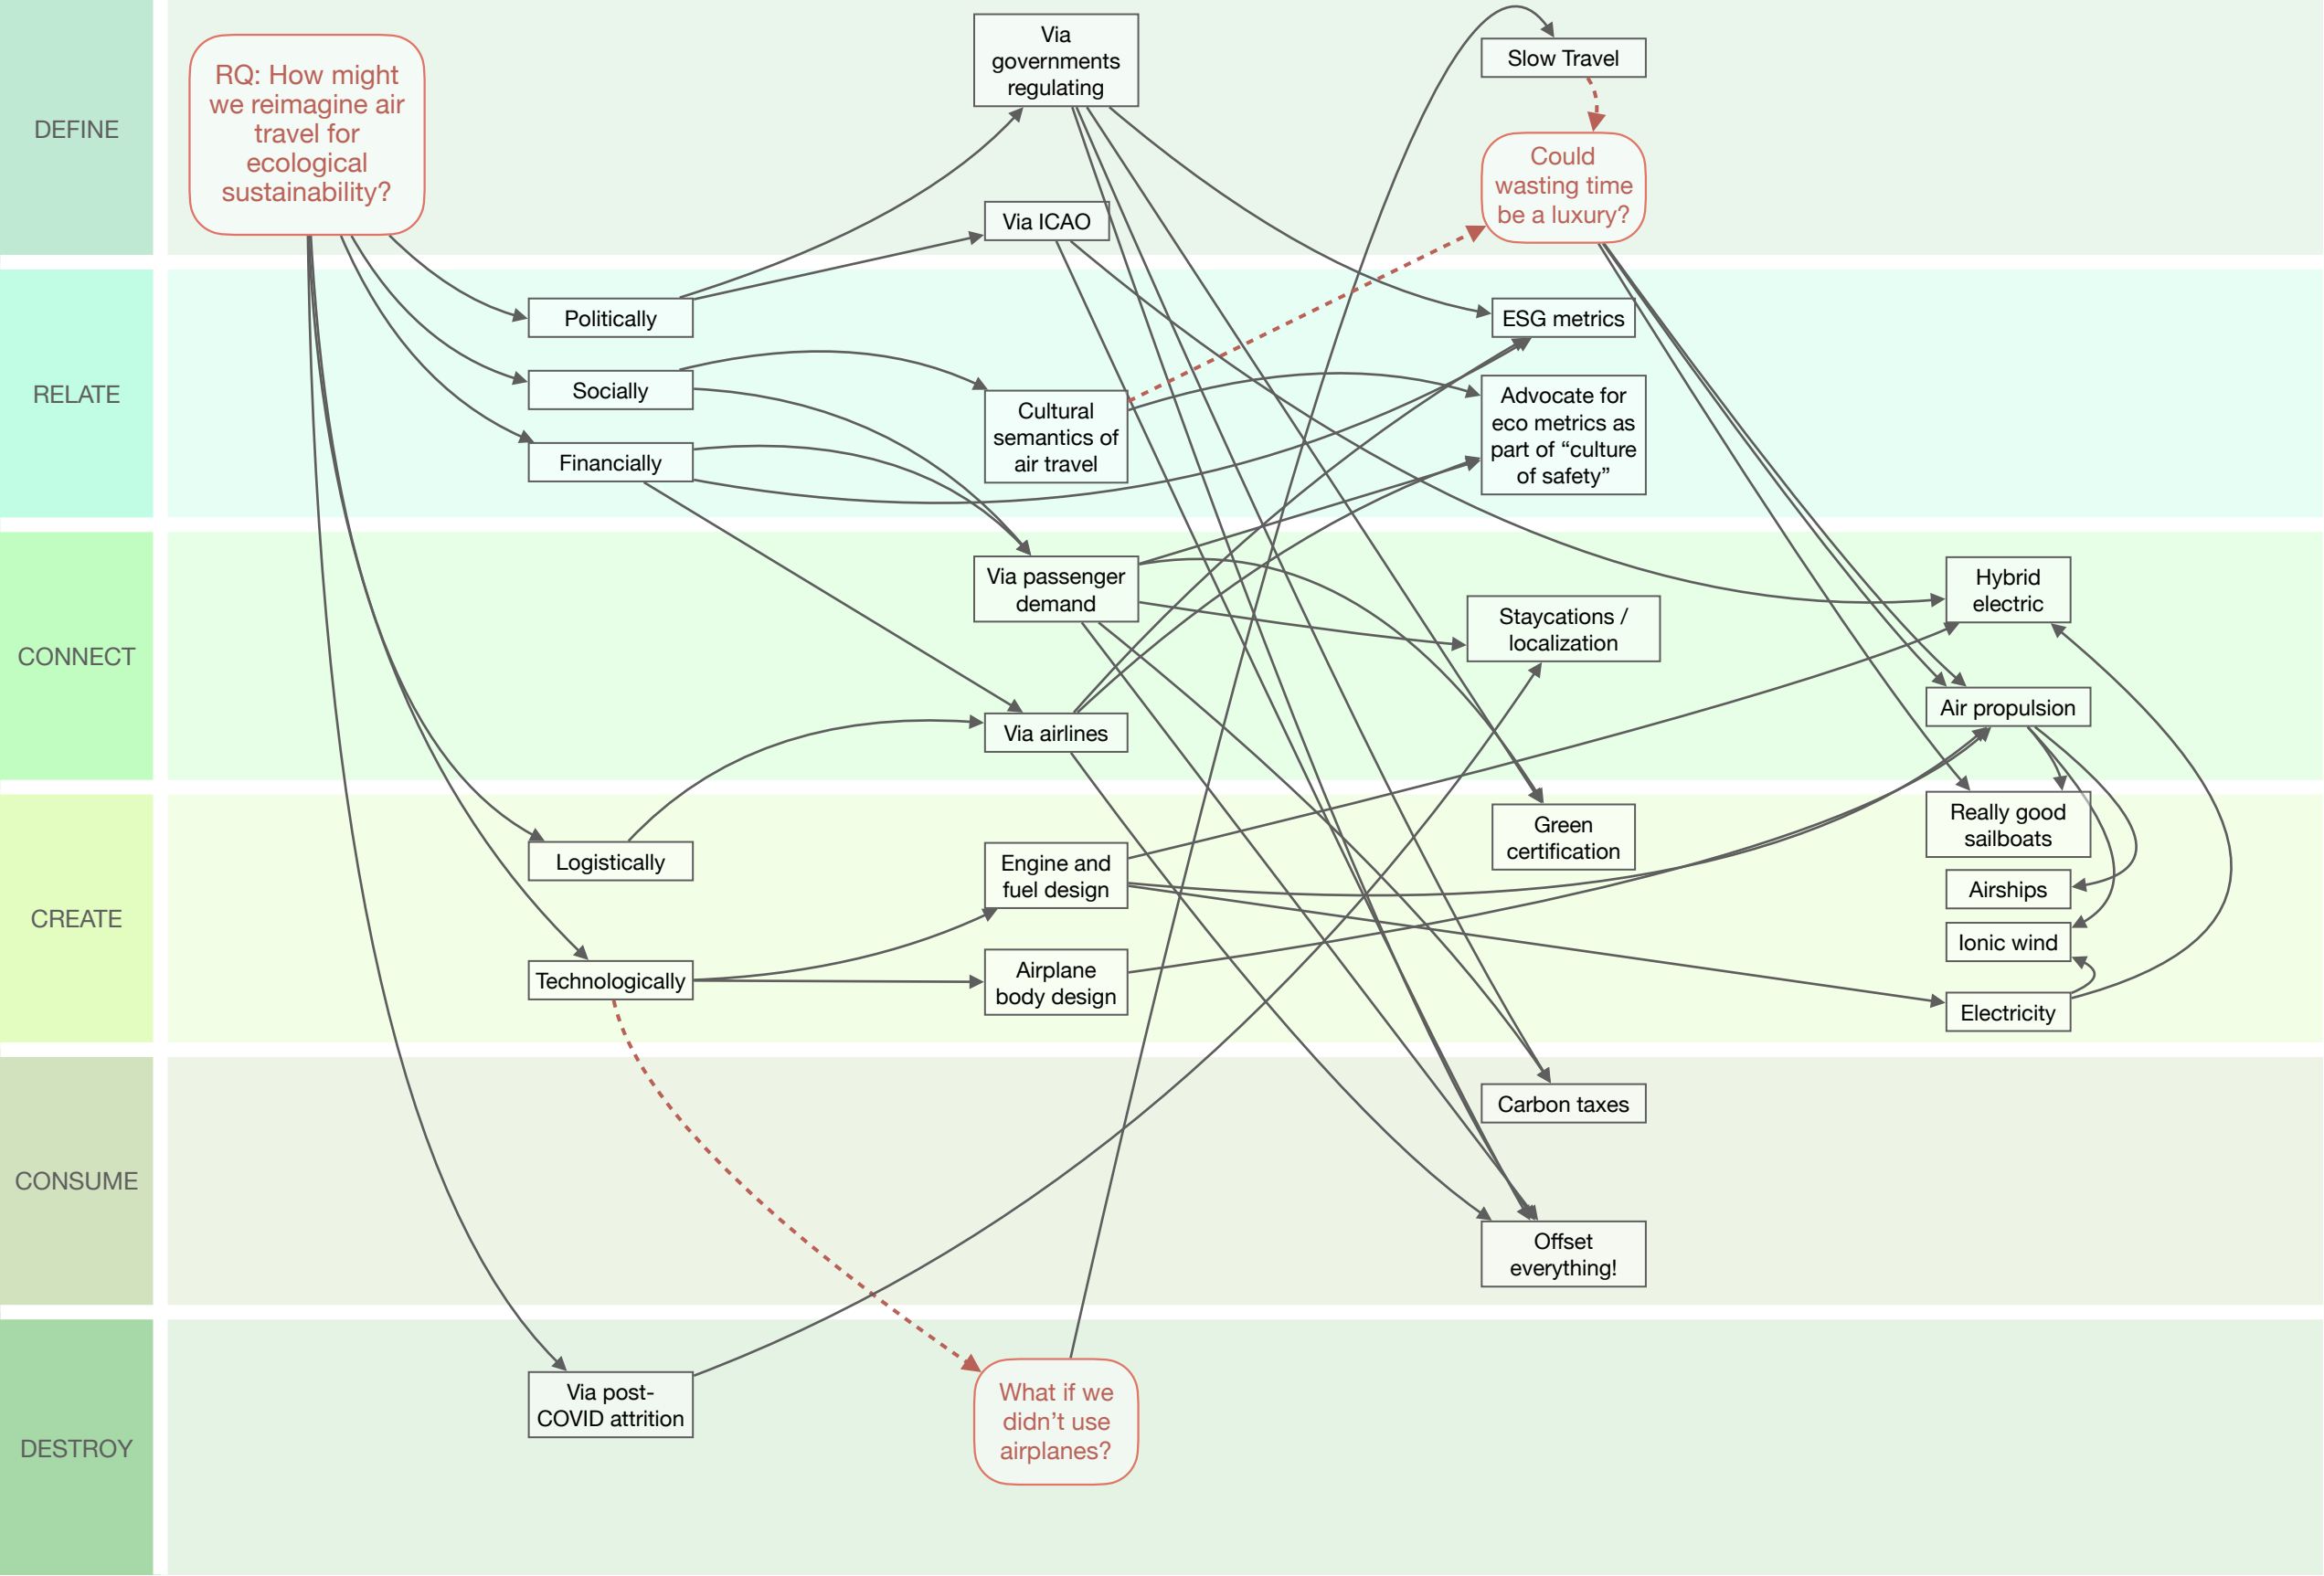 DEFINE
RQ: How might
we reimagine air
travel for
ecological
sustainability?
Via
governments
regulating
Via ICAO
Slow Travel
Could
wasting time
be a luxury?
RELATE
Politically
Socially
Financially
Cultural
semantics of
air travel
ESG metrics
Advocate for
eco metrics as
part of “culture
of safety”
CONNECT
Via passenger
demand
Via airlines
Staycations /
localization
Hybrid
electric
Air propulsion
CREATE
Logistically
Technologically
Engine and
fuel design
Airplane
body design
Green
certification
Really good
sailboats
Airships
Ionic wind
Electricity
CONSUME
Carbon taxes
Offset
everything!
DESTROY
Via post-
COVID attrition
What if we
didn’t use
airplanes?